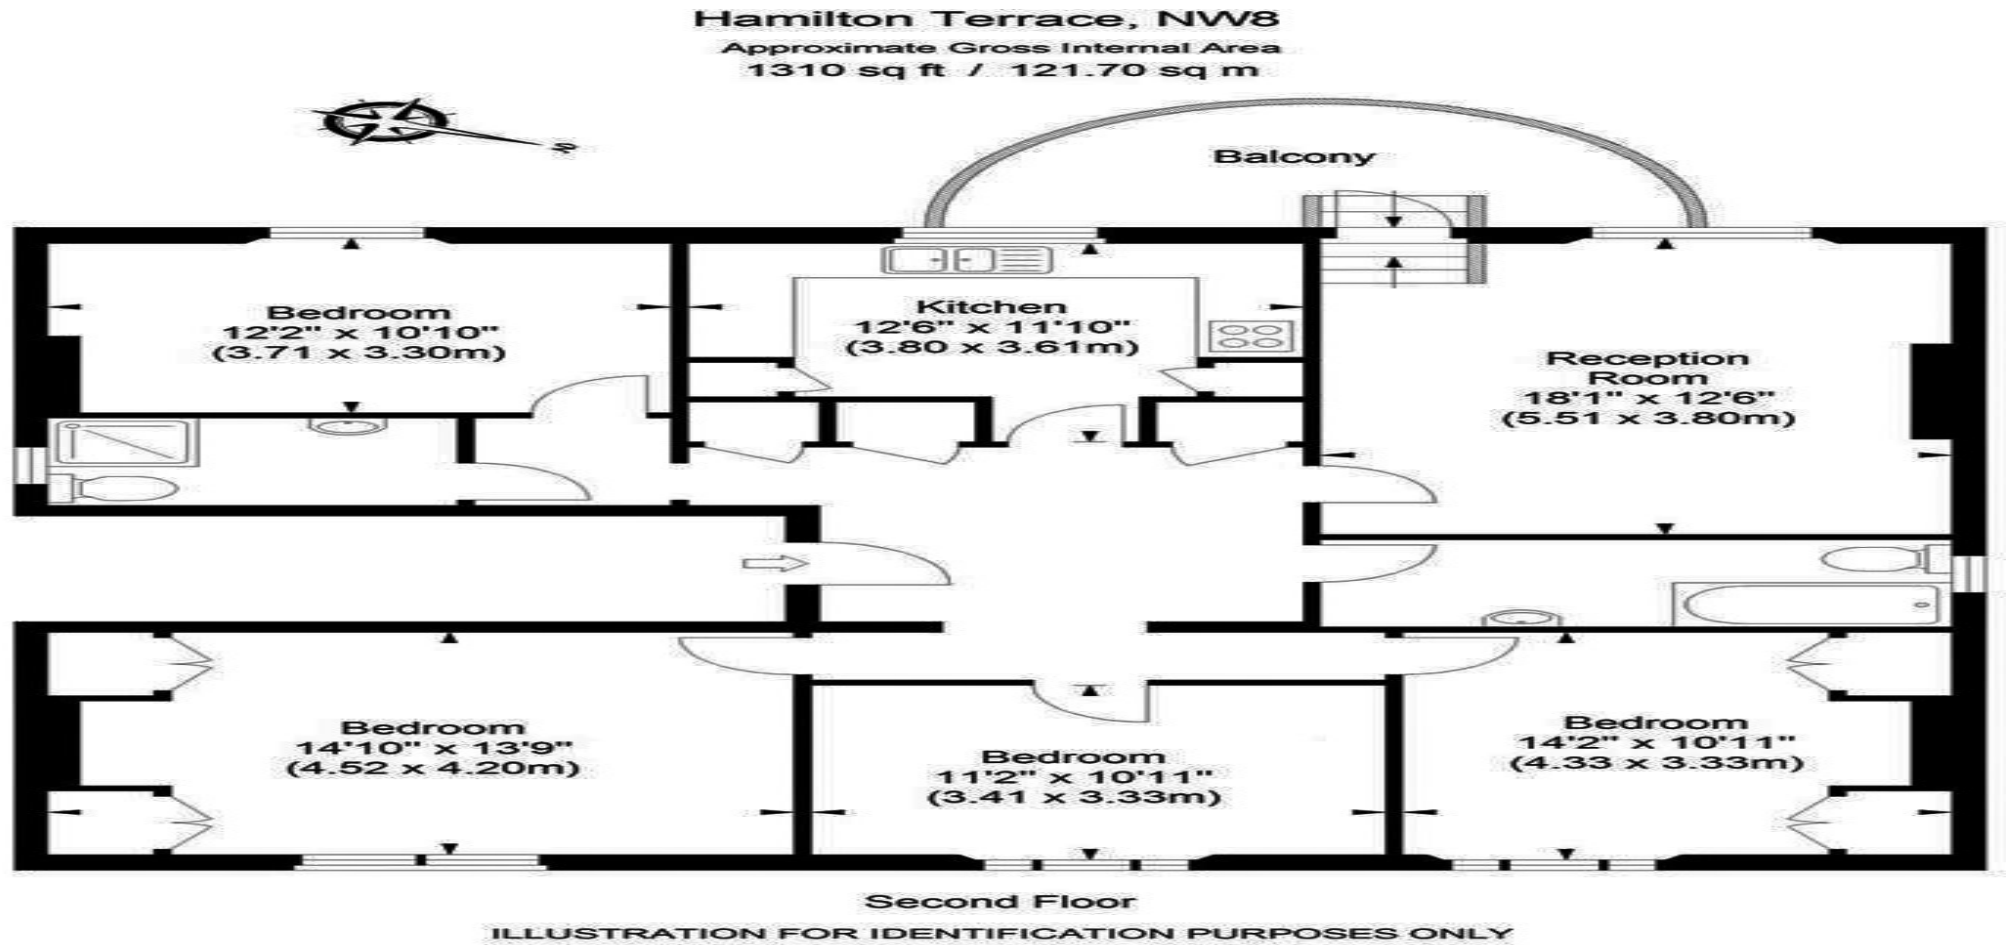 Hamilton Terrace, NW8
Approximate Gross Internal Area
1310 sq ft / 121.70 sq m
N
Balcony
Bedroom
12'2" x 10'10"
(3.71 x 3.30m)
Kitchen
12'6" x 11'10"
(3.80 x 3.61m)
Reception
Room
18'1" x 12'6"
(5.51 x 3.80m)
Bedroom
14'10" x 13'9"
(4.52 x 4.20m)
Bedroom
11'2" x 10'11"
(3.41 x 3.33m)
Bedroom
14'2" x 10'11"
(4.33 x 3.33m)
Second Floor
ILLUSTRATION FOR IDENTIFICATION PURPOSES ONLY